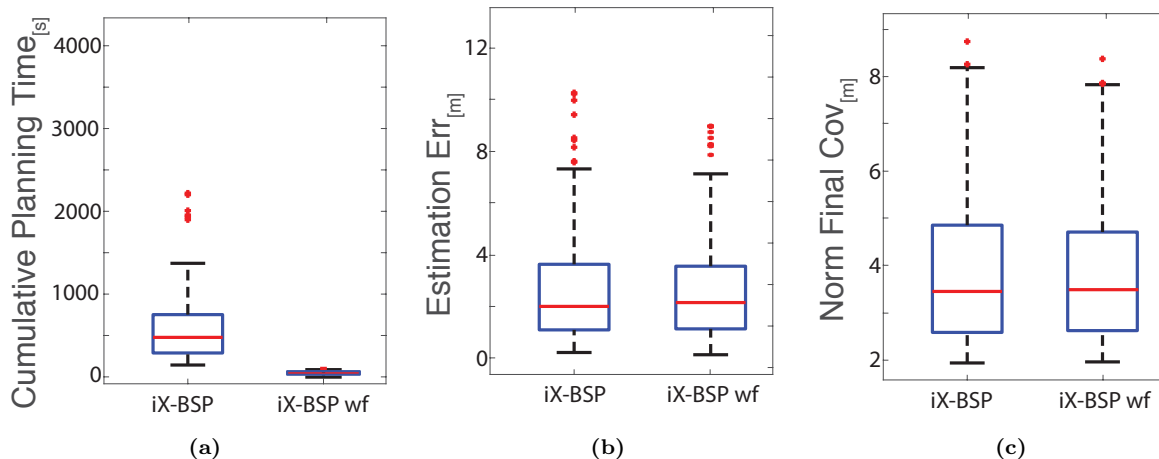 Cumulative Planning Time[s]
4000
3000
2000
1000
0
iX-BSP
iX-BSP wf
(a)
Estimation Err[m]
12
8
4
0
iX-BSP
iX-BSP wf
(b)
Norm Final Cov[m]
8
6
4
2
iX-BSP
iX-BSP wf
(c)